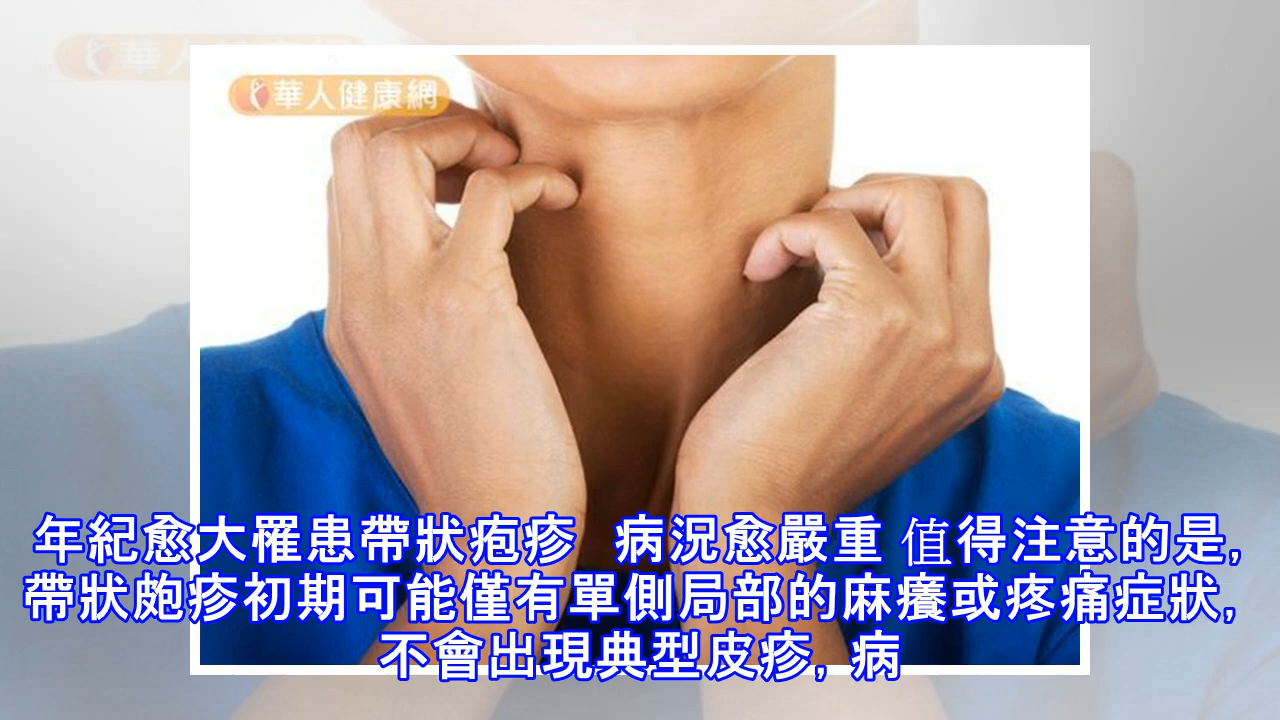 華人健康網
年紀愈大罹患帶狀疱疹 病況愈嚴重 值得注意的是,
帶狀皰疹初期可能僅有單側局部的麻癢或疼痛症狀,
不會出現典型皮疹, 病